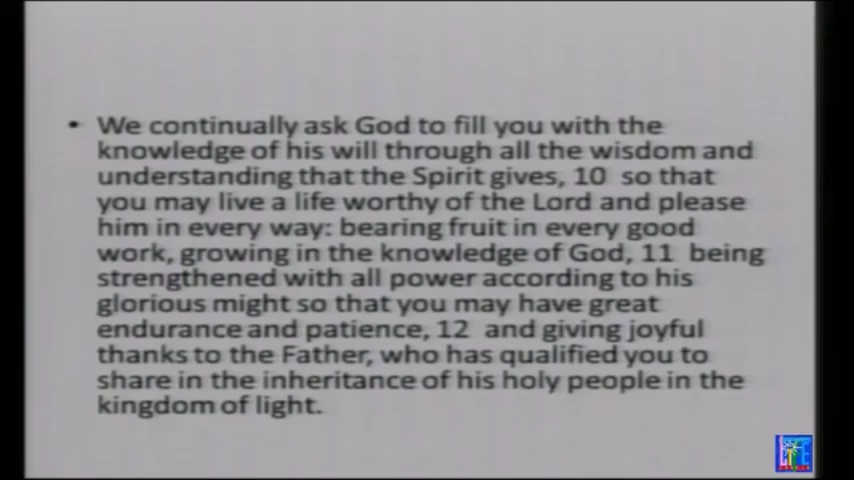 • We continually ask God to fill you with the
knowledge of his will through all the wisdom and
understanding that the Spirit gives, 10 so that
you may live a life worthy of the Lord and please
him in every way: bearing fruit in every good
work, growing in the knowledge of God, 11 being
strengthened with all power according to his
glorious might so that you may have great
endurance and patience, 12 and giving joyful
thanks to the Father, who has qualified you to
share in the inheritance of his holy people in the
kingdom of light.